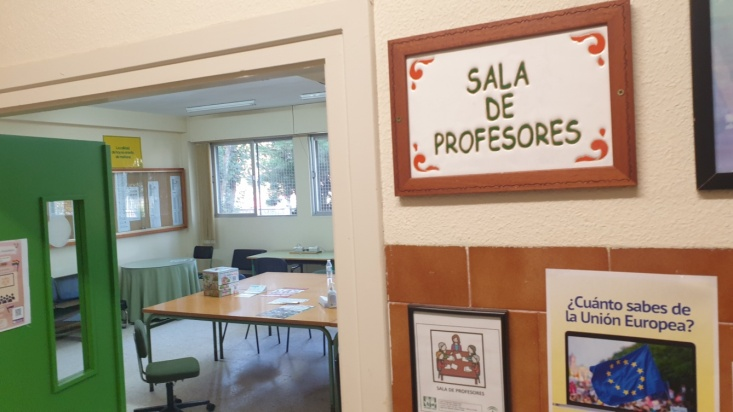 SALA
DE
PROFESORES
¿Cuánto sabes de
la Unión Europea?
SALA DE PROFESORES